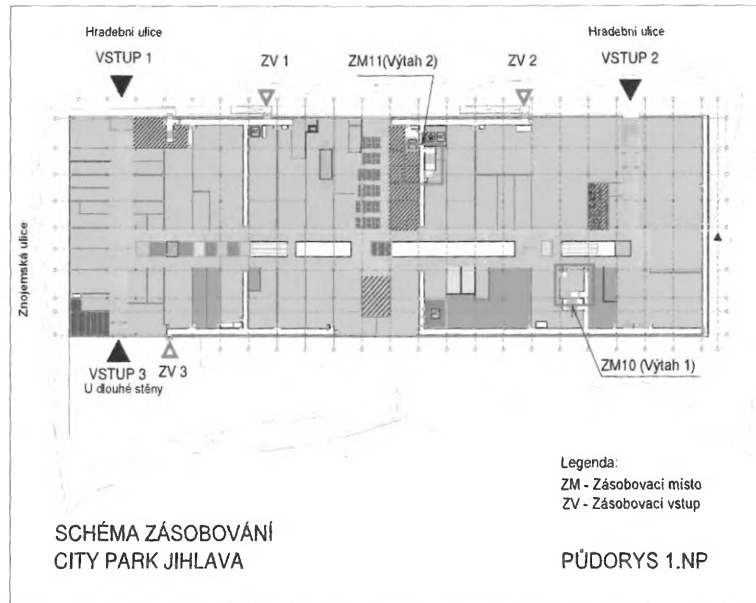 Hradební ulice
VSTUP 1
ZV 1
ZM11(Výtah 2)
ZV 2
Hradební ulice
VSTUP 2
Znojemská ulice
VSTUP 3
U dlouhé stěny
ZV 3
ZM10 (Výtah 1)
Legenda:
ZM - Zásobovací místo
ZV - Zásobovací vstup
SCHÉMA ZÁSOBOVÁNÍ
CITY PARK JIHLAVA
PŮDORYS 1.NP